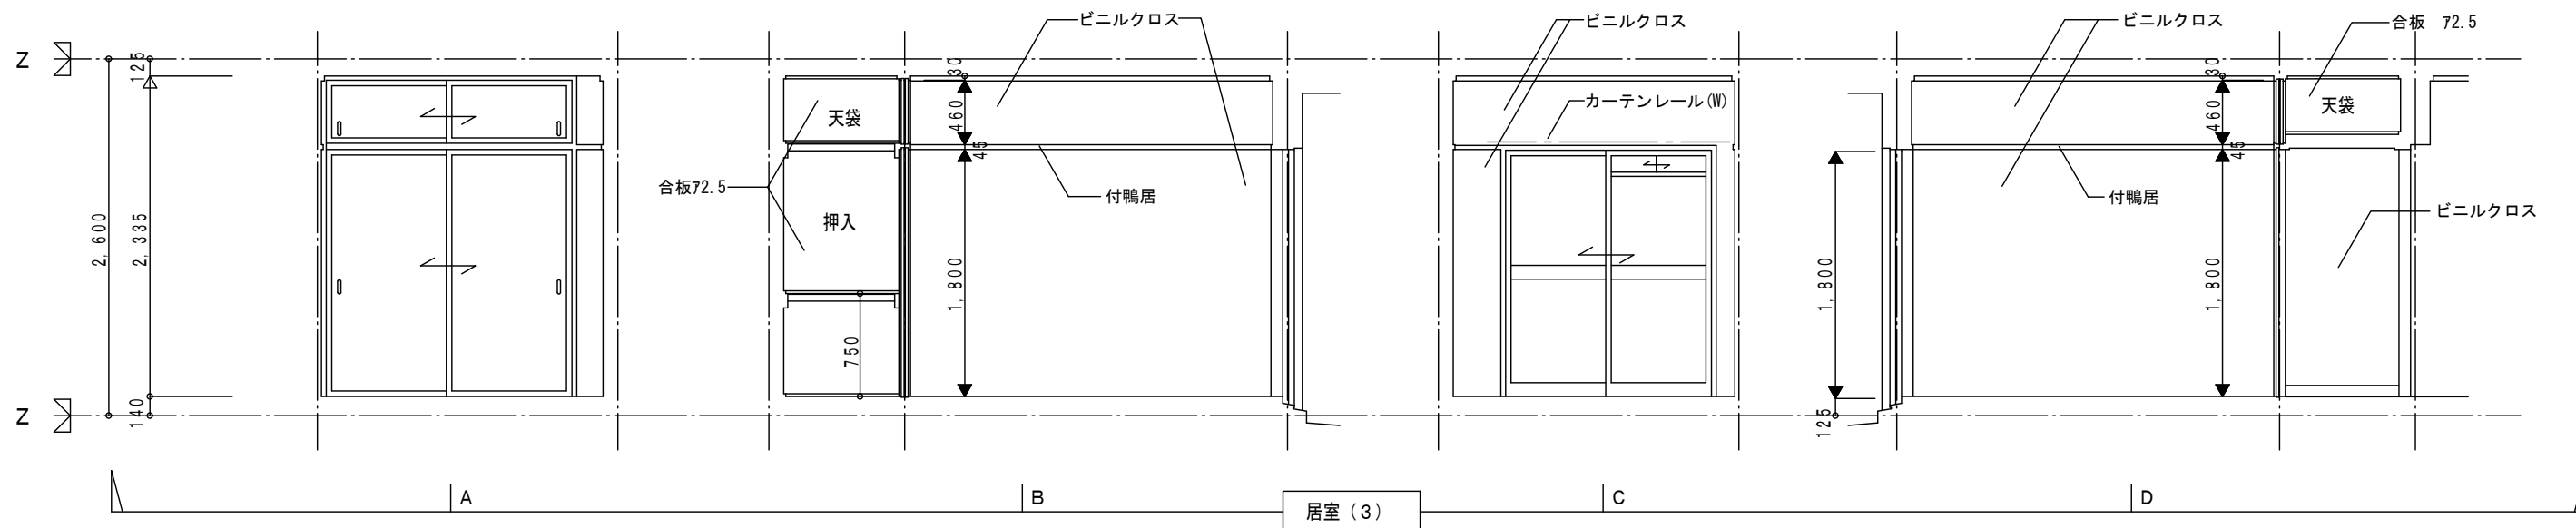 Z
Z
2,600
125
2,335
140
天袋
押入
合板ｱ2.5
750
ビニルクロス
30
460
45
1,800
付鴨居
ビニルクロス
カーテンレール(W)
1,800
125
ビニルクロス
30
460
45
1,800
付鴨居
合板 ｱ2.5
天袋
ビニルクロス
A
B
C
D
居室（3）